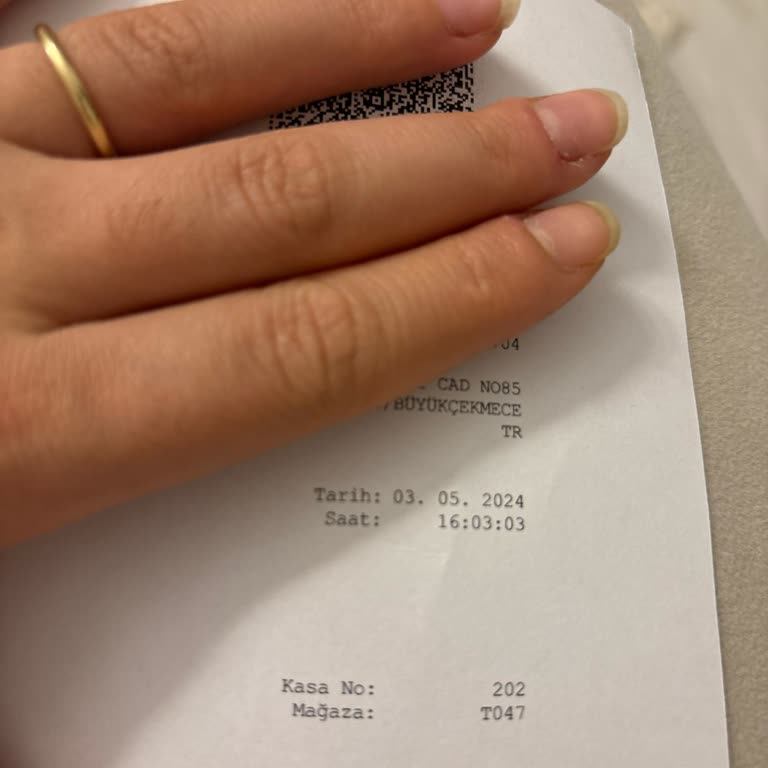 04
CAD NO85
/BÜYÜKÇEKMECE
TR
Tarih: 03. 05. 2024
Saat: 16:03:03
Kasa No: 202
Mağaza: T047